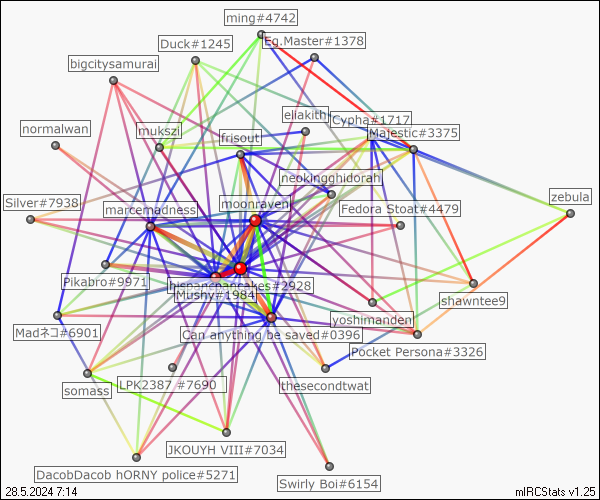 ming#4742
Eg.Master#1378
Duck#1245
bigcitysamurai
eliakith
Cypha#1717
normalwan
mukszi
frisout
Majestic#3375
neokingghidorah
zebula
Silver#7938
marcemadness
moonraven
Fedora Stoat#4479
Pikabro#9971
hispanicpancakes#2928
Mushy#1984
shawntee9
Madネコ#6901
Can anything be saved#0396
yoshimanden
Pocket Persona#3326
somass
LPK2387 #7690
thesecondtwat
JKOUYH VIII#7034
DacobDacob hORNY police#5271
Swirly Boi#6154
28.5.2024 7:14
mIRCStats v1.25